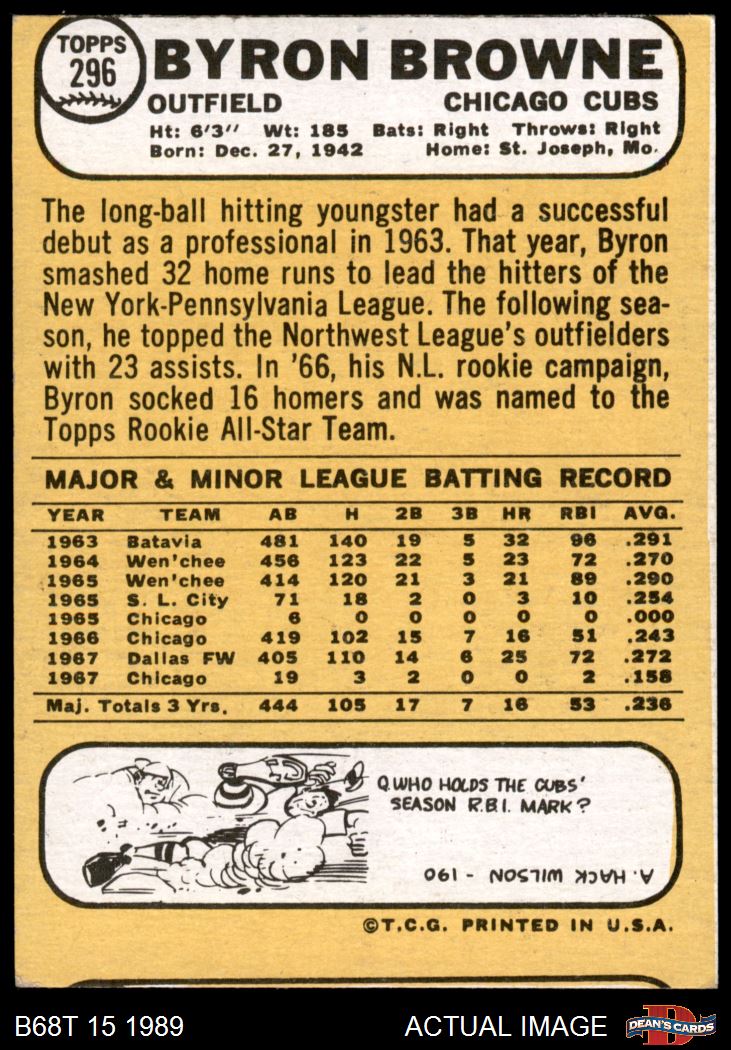 TOPPS
296
BYRON BROWNE
OUTFIELD CHICAGO CUBS
Ht: 6'3" Wt: 185 Bats: Right Throws: Right
Born: Dec. 27, 1942 Home: St. Joseph, Mo.
The long-ball hitting youngster had a successful
debut as a professional in 1963. That year, Byron
smashed 32 home runs to lead the hitters of the
New York-Pennsylvania League. The following sea-
son, he topped the Northwest League's outfielders
with 23 assists. In '66, his N.L. rookie campaign,
Byron socked 16 homers and was named to the
Topps Rookie All-Star Team.
MAJOR & MINOR LEAGUE BATTING RECORD
YEAR TEAM AB H 2B 3B HR RBI AVG.
1963 Batavia 481 140 19 5 32 96 .291
1964 Wen'chee 456 123 22 5 23 72 .270
1965 Wen'chee 414 120 21 3 21 89 .290
1965 S. L. City 71 18 2 0 3 10 .254
1965 Chicago 6 0 0 0 0 0 .000
1966 Chicago 419 102 15 7 16 51 .243
1967 Dallas FW 405 110 14 6 25 72 .272
1967 Chicago 19 3 2 0 0 2 .158
Maj. Totals 3 Yrs. 444 105 17 7 16 53 .236
Q. WHO HOLDS THE CUBS'
SEASON R.B.I. MARK?
A. HACK WILSON - 190
©T.C.G. PRINTED IN U.S.A.
B68T 15 1989 ACTUAL IMAGE
DEAN'S CARDS